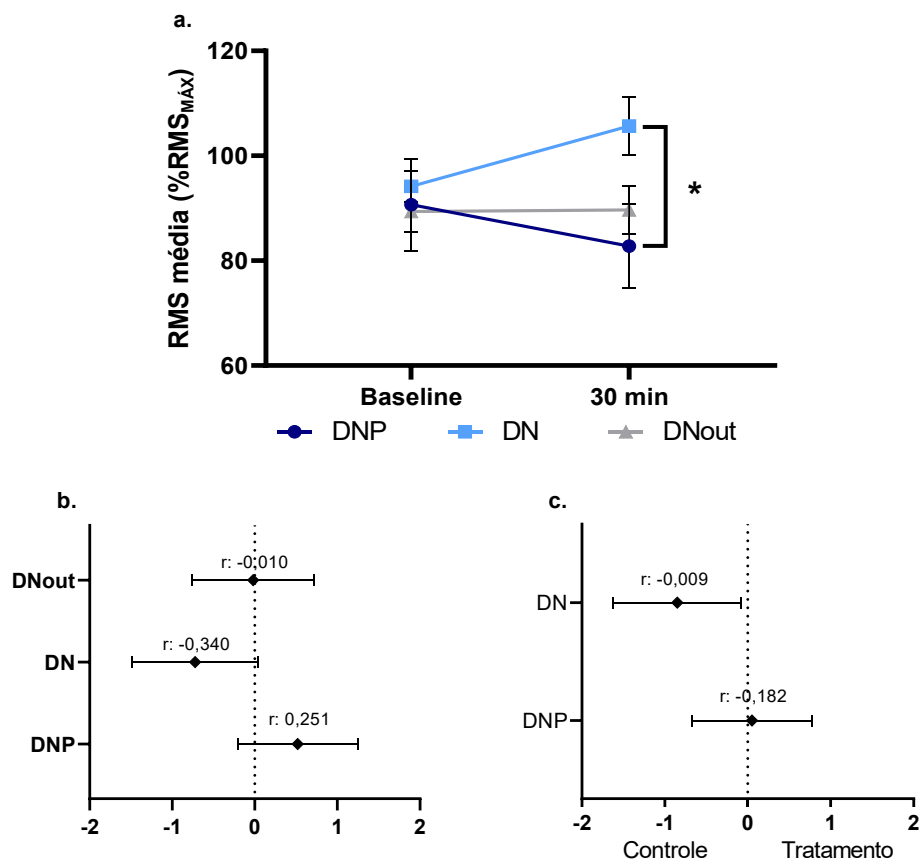 a.
RMS média (%RMSMÁX)
120
100
80
60
*
Baseline 30 min
DNP DN DNout
b.
DNout
DN
DNP
r: -0,010
r: -0,340
r: 0,251
-2 -1 0 1 2
c.
DN
DNP
r: -0,009
r: -0,182
-2 -1 0 1 2
Controle Tratamento